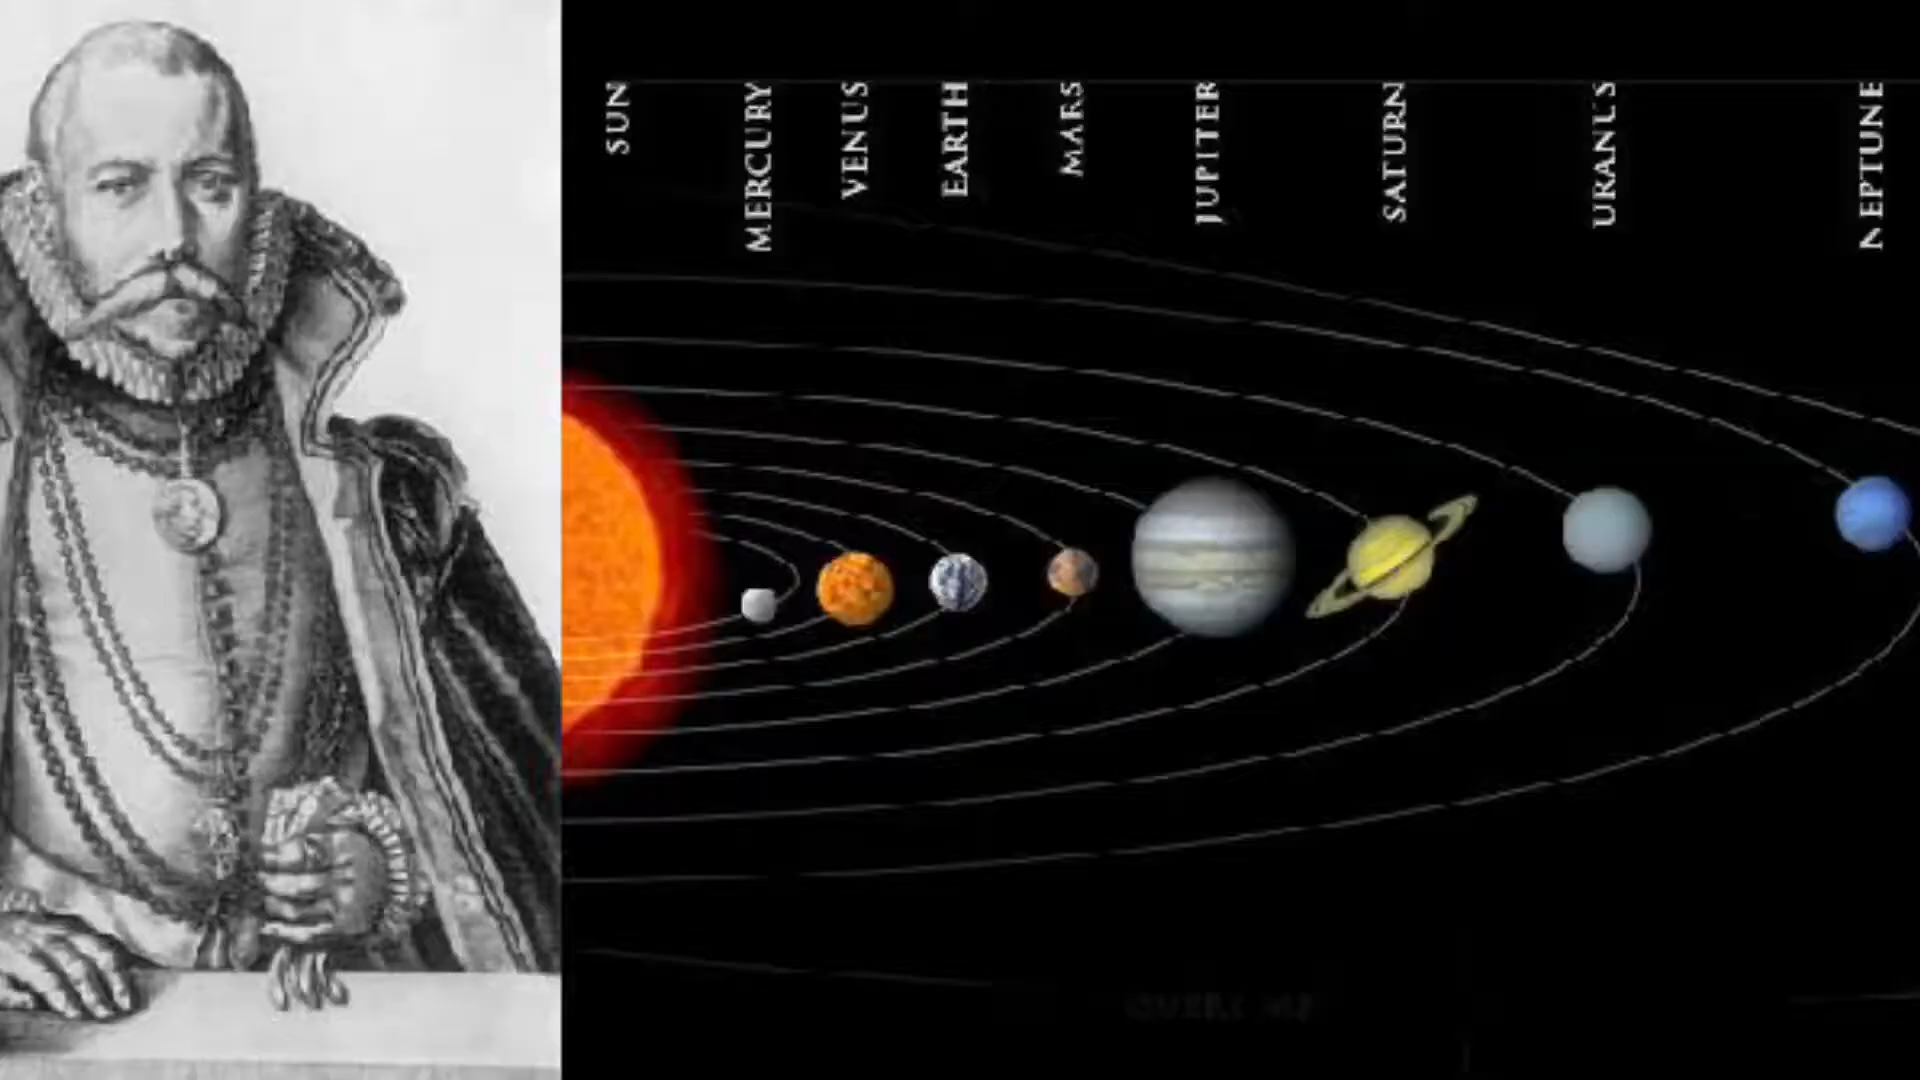 SUN
MERCURY
VENUS
EARTH
MARS
JUPITER
SATURN
URANUS
NEPTUNE